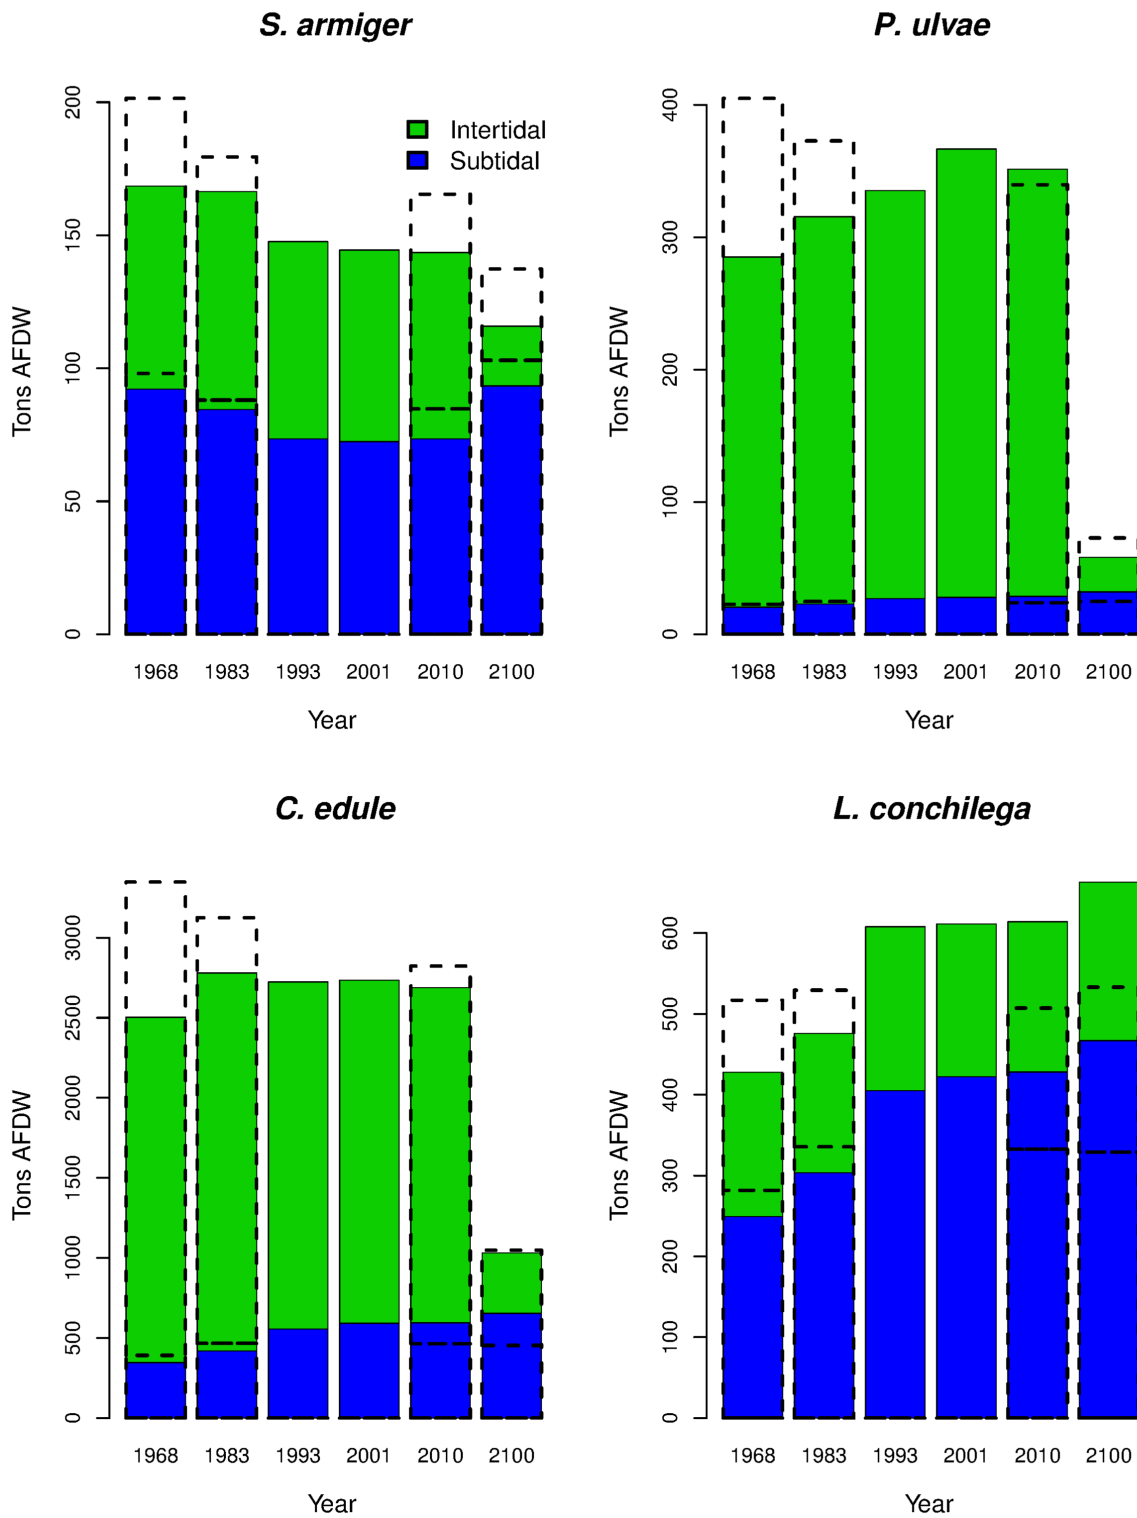 S. armiger
200
150
100
50
0
Tons AFDW
Intertidal
Subtidal
1968 1983 1993 2001 2010 2100
Year
P. ulvae
400
300
200
100
0
Tons AFDW
1968 1983 1993 2001 2010 2100
Year
C. edule
3000
2500
2000
1500
1000
500
0
Tons AFDW
1968 1983 1993 2001 2010 2100
Year
L. conchilega
600
500
400
300
200
100
0
Tons AFDW
1968 1983 1993 2001 2010 2100
Year